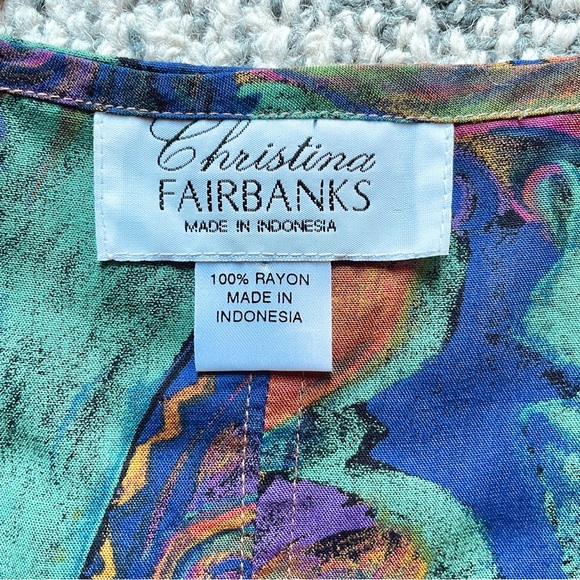 Christina
FAIRBANKS
MADE IN INDONESIA
100% RAYON
MADE IN
INDONESIA